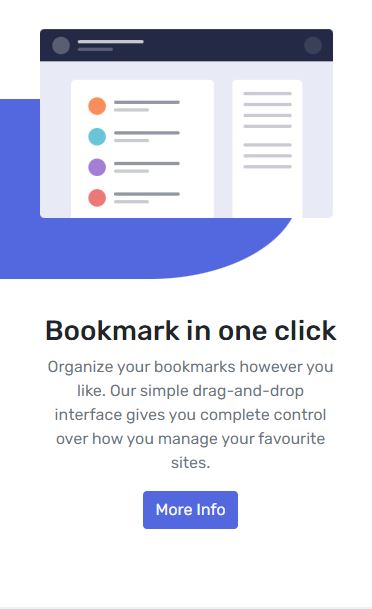 Bookmark in one click
Organize your bookmarks however you
like. Our simple drag-and-drop
interface gives you complete control
over how you manage your favourite
sites.
More Info